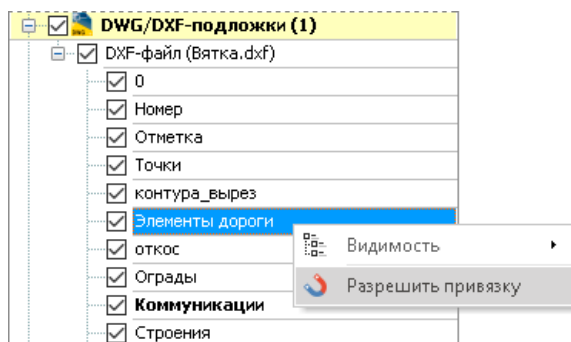 DWG/DXF-подложки (1)
DXF-файл (Вятка.dxf)
0
Номер
Отметка
Точки
контура_вырез
Элементы дороги
откос
Видимость
Ограды
Разрешить привязку
Коммуникации
Строения